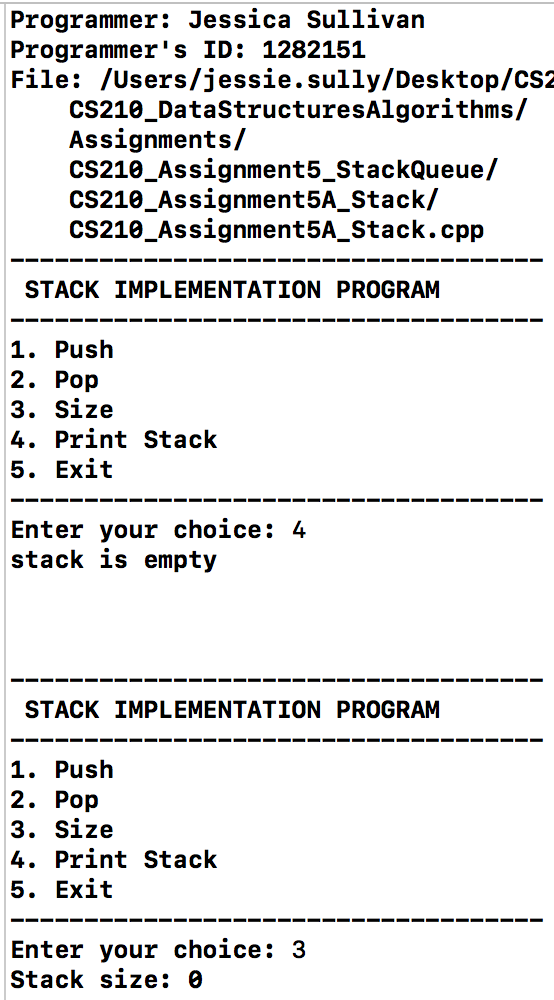 Programmer: Jessica Sullivan
Programmer's ID: 1282151
File: /Users/jessie.sully/Desktop/CS2
CS210_DataStructuresAlgorithms/
Assignments/
CS210_Assignment5_StackQueue/
CS210_Assignment5A_Stack/
CS210_Assignment5A_Stack.cpp
------------------------------------
STACK IMPLEMENTATION PROGRAM
------------------------------------
1. Push
2. Pop
3. Size
4. Print Stack
5. Exit
------------------------------------
Enter your choice: 4
stack is empty
------------------------------------
STACK IMPLEMENTATION PROGRAM
------------------------------------
1. Push
2. Pop
3. Size
4. Print Stack
5. Exit
------------------------------------
Enter your choice: 3
Stack size: 0